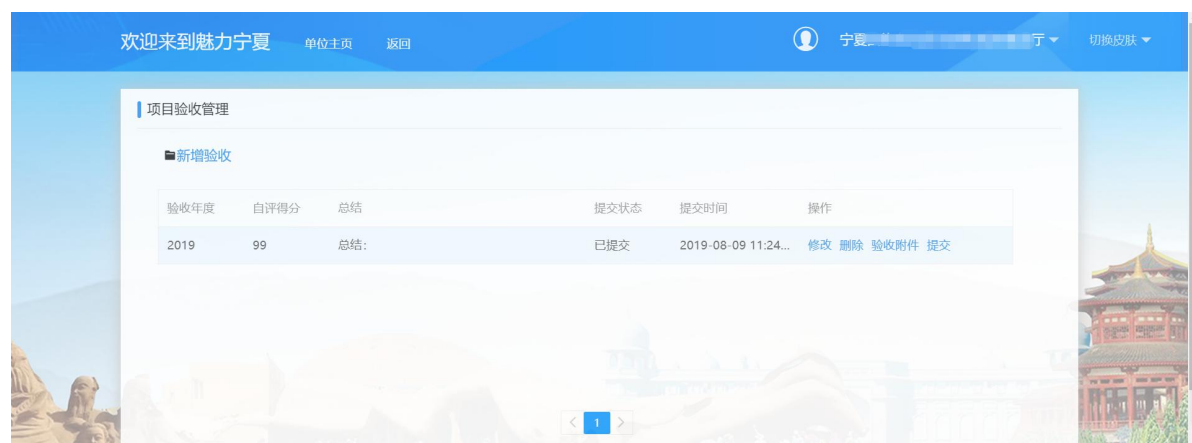 欢迎来到魅力宁夏 单位主页 返回 宁夏 厅 切换皮肤
项目验收管理
新增验收
验收年度 自评得分 总结 提交状态 提交时间 操作
2019 99 总结: 已提交 2019-08-09 11:24... 修改 删除 验收附件 提交
< 1 >